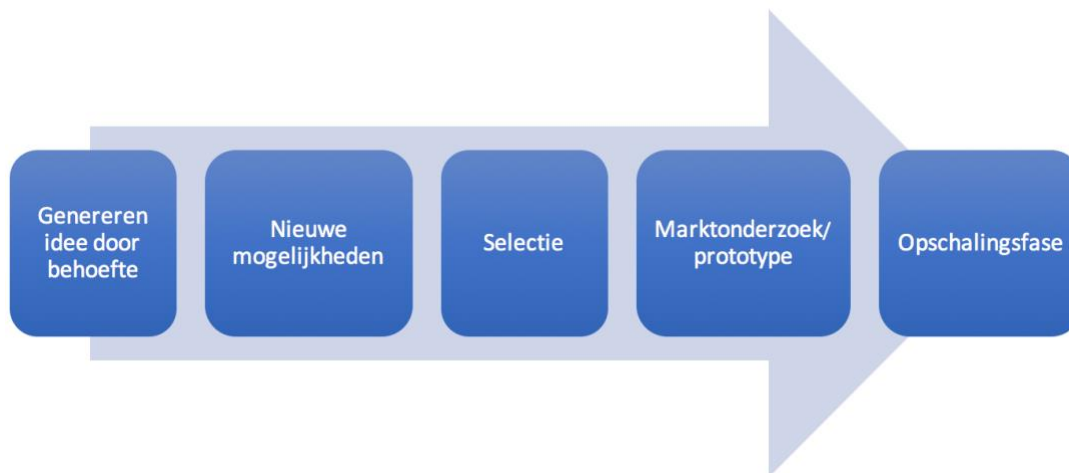 Genereren
idee door
behoefte
Nieuwe
mogelijkheden
Selectie
Marktonderzoek/
prototype
Opschalingsfase